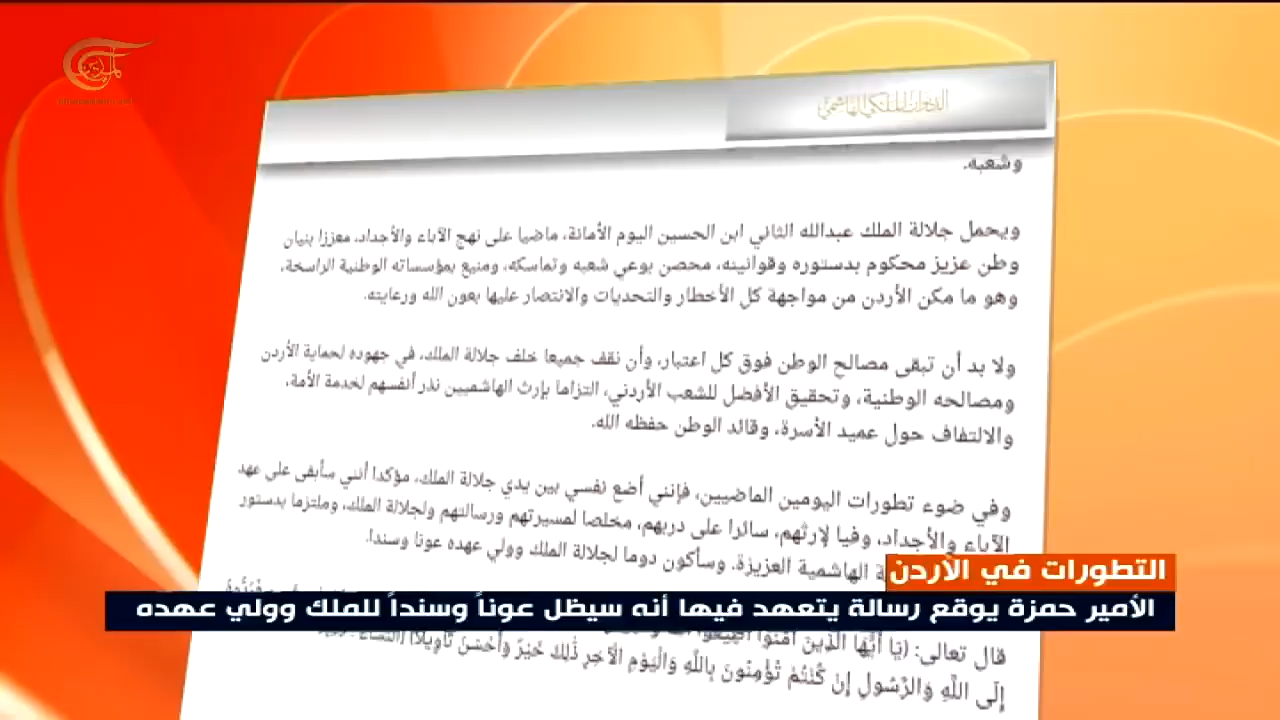 الميادين
الديوان الملكي الهاشمي
وشعبه.
ويحمل جلالة الملك عبدالله الثاني ابن الحسين اليوم الأمانة، ماضيا على نهج الآباء والأجداد، معززا بنيان
وطن عزيز محكوم بدستوره وقوانينه، محصن بوعي شعبه وتماسكه، ومنيع بمؤسساته الوطنية الراسخة،
وهو ما مكن الأردن من مواجهة كل الأخطار والتحديات والانتصار عليها بعون الله ورعايته.
ولا بد أن تبقى مصالح الوطن فوق كل اعتبار، وأن نقف جميعا خلف جلالة الملك، في جهوده لحماية الأردن
ومصالحه الوطنية، وتحقيق الأفضل للشعب الأردني، التزاما بإرث الهاشميين نذر أنفسهم لخدمة الأمة،
والالتفاف حول عميد الأسرة، وقائد الوطن حفظه الله.
وفي ضوء تطورات اليومين الماضيين، فإنني أضع نفسي بين يدي جلالة الملك، مؤكدا أنني سأبقى على عهد
الآباء والأجداد، وفيا لإرثهم، سائرا على دربهم، مخلصا لمسيرتهم ورسالتهم ولجلالة الملك، وملتزما بدستور
الهاشمية العزيزة. وسأكون دوما لجلالة الملك وولي عهده عونا وسندا.
التطورات في الأردن
الأمير حمزة يوقع رسالة يتعهد فيها أنه سيظل عوناً وسنداً للملك وولي عهده
قال تعالى: (يَا أَيُّهَا الَّذِينَ آمَنُوا أَطِيعُوا
إِلَى اللَّهِ وَالرَّسُولِ إِن كُنتُمْ تُؤْمِنُونَ بِاللَّهِ وَالْيَوْمِ الْآخِرِ ذَٰلِكَ خَيْرٌ وَأَحْسَنُ تَأْوِيلًا) (النساء